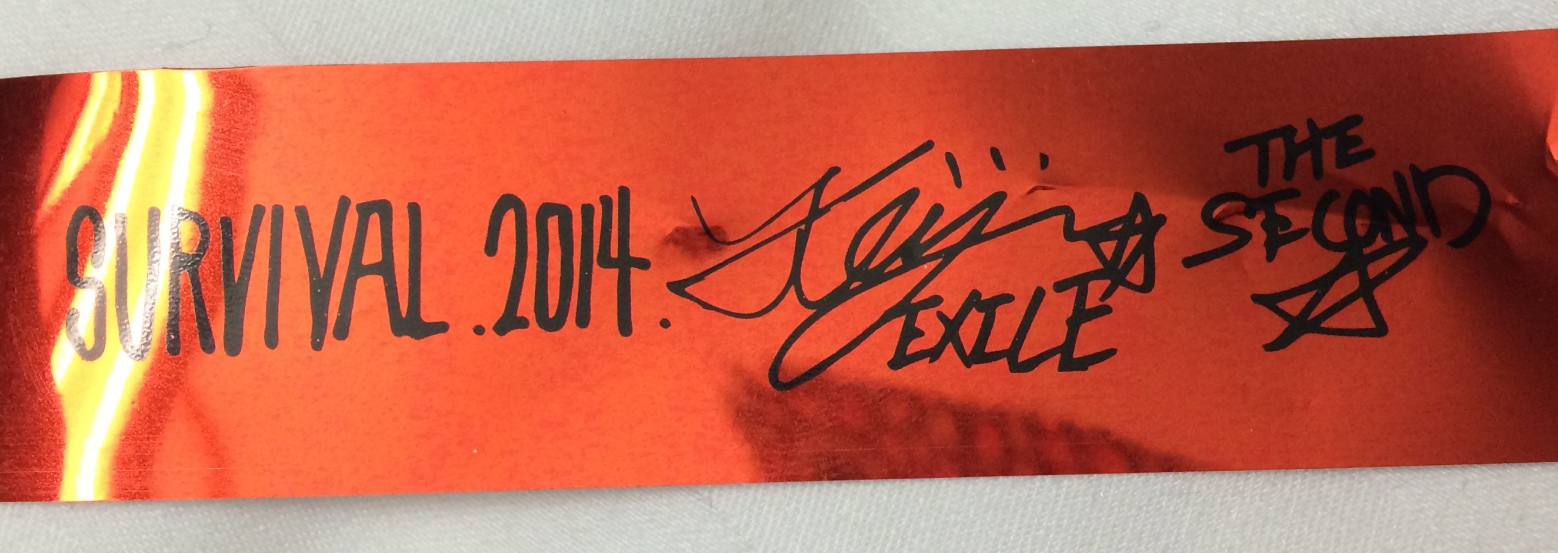 SURVIVAL.2014.
EXILE
THE
SECOND